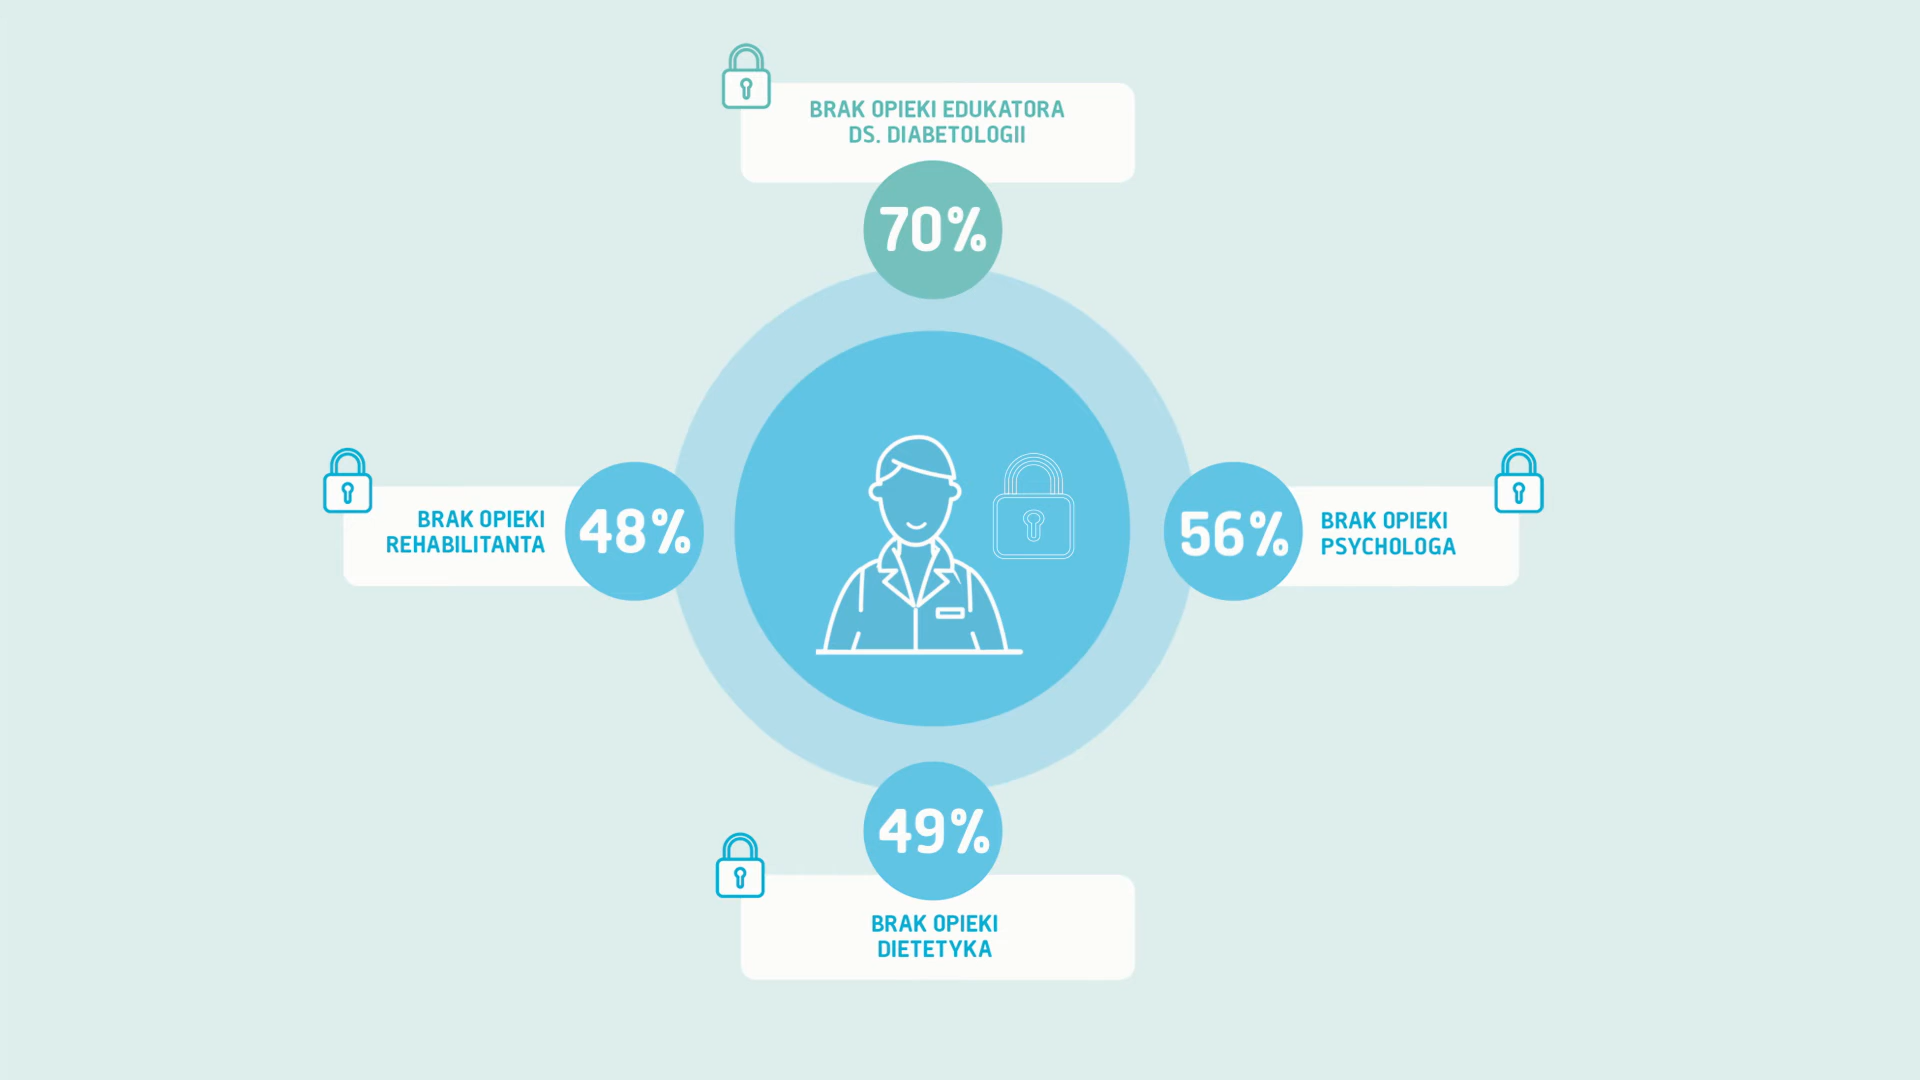 BRAK OPIEKI EDUKATORA
DS. DIABETOLOGII
70%
BRAK OPIEKI
REHABILITANTA
48%
56%
BRAK OPIEKI
PSYCHOLOGA
49%
BRAK OPIEKI
DIETETYKA